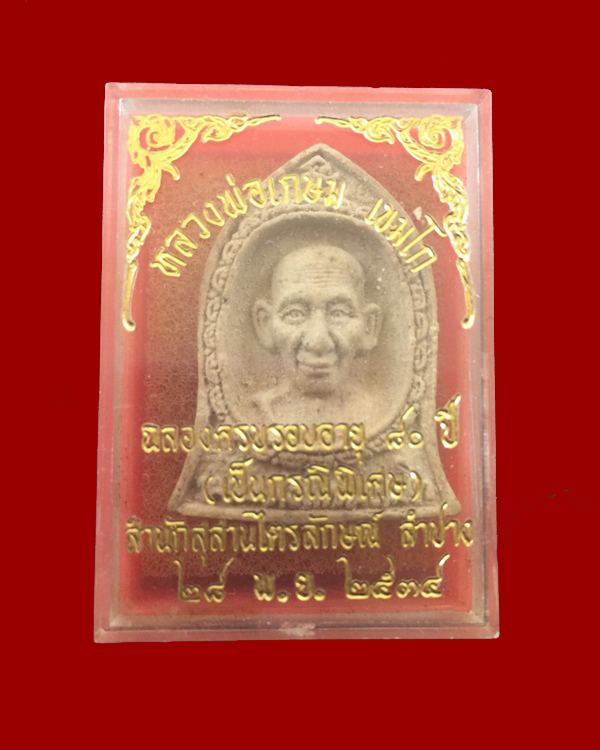 หลวงพ่อเกษม เขมโก
ฉลองครบรอบอายุ ๘๐ ปี
(เป็นกรณีพิเศษ)
สำนักสุสานไตรลักษณ์ ลำปาง
๒๘ พ.ย. ๒๕๓๔